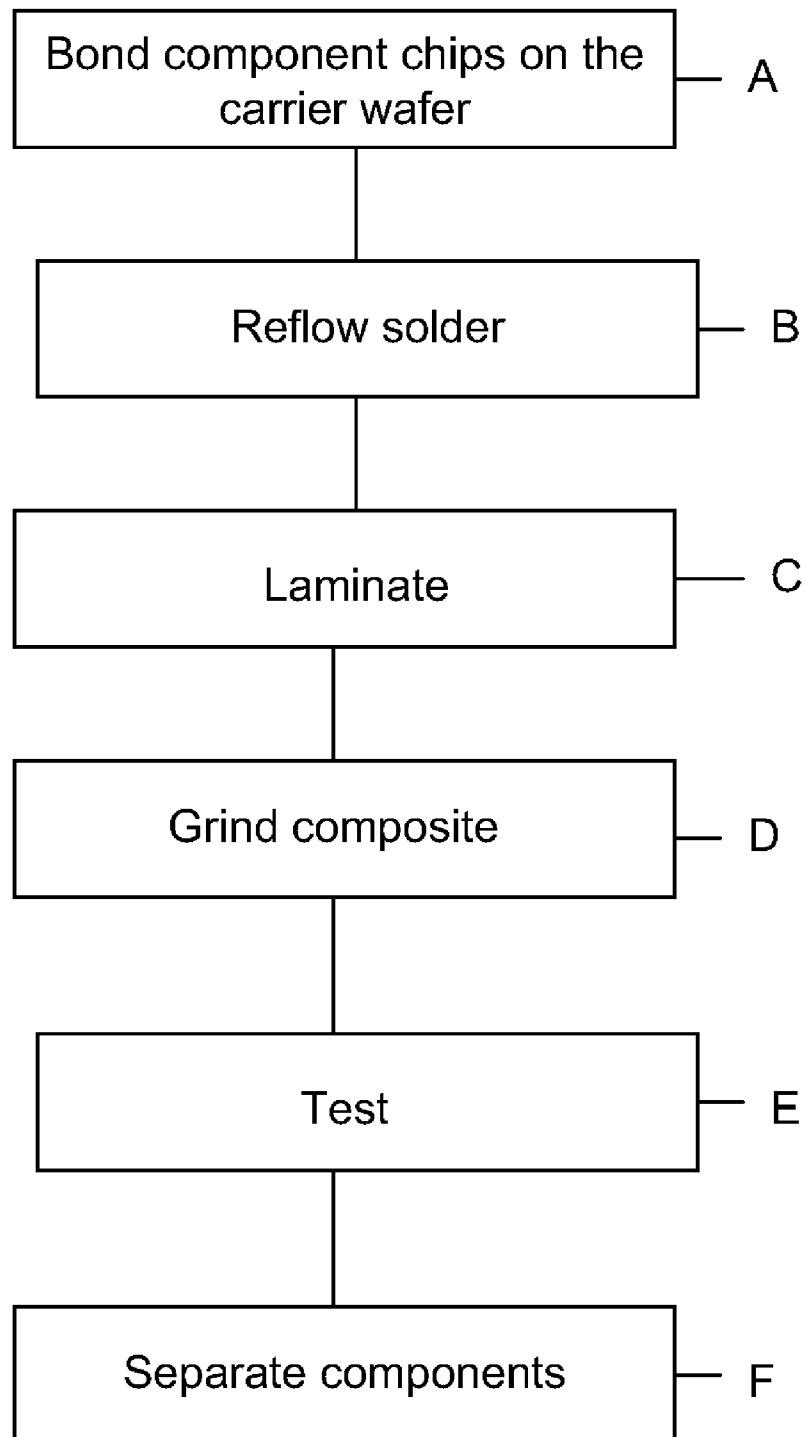 Bond component chips on the
carrier wafer
A
Reflow solder
B
Laminate
C
Grind composite
D
Test
E
Separate components
F